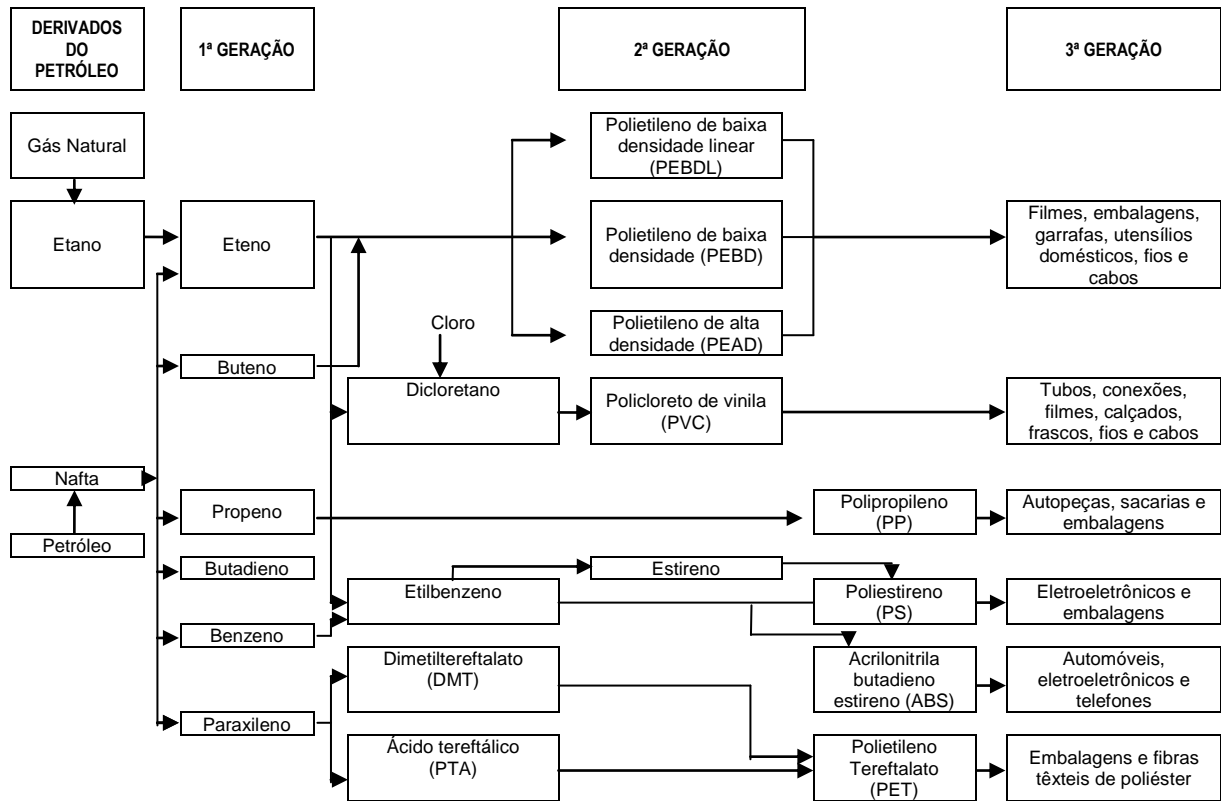 DERIVADOS
DO
PETRÓLEO
1ª GERAÇÃO
2ª GERAÇÃO
3ª GERAÇÃO
Gás Natural
Etano
Eteno
Polietileno de baixa
densidade linear
(PEBDL)
Polietileno de baixa
densidade (PEBD)
Filmes, embalagens,
garrafas, utensílios
domésticos, fios e
cabos
Cloro
Polietileno de alta
densidade (PEAD)
Buteno
Dicloretano
Policloreto de vinila
(PVC)
Tubos, conexões,
filmes, calçados,
frascos, fios e cabos
Nafta
Petróleo
Propeno
Polipropileno
(PP)
Autopeças, sacarias e
embalagens
Butadieno
Etilbenzeno
Estireno
Poliestireno
(PS)
Eletroeletrônicos e
embalagens
Benzeno
Dimetiltereftalato
(DMT)
Acrilonitrila
butadieno
estireno (ABS)
Automóveis,
eletroeletrônicos e
telefones
Paraxileno
Ácido tereftálico
(PTA)
Polietileno
Tereftalato
(PET)
Embalagens e fibras
têxteis de poliéster